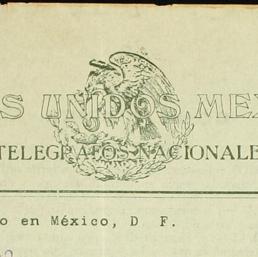 S UNIDOS MEX
TELEGRAFOS NACIONALE
o en México, D F.